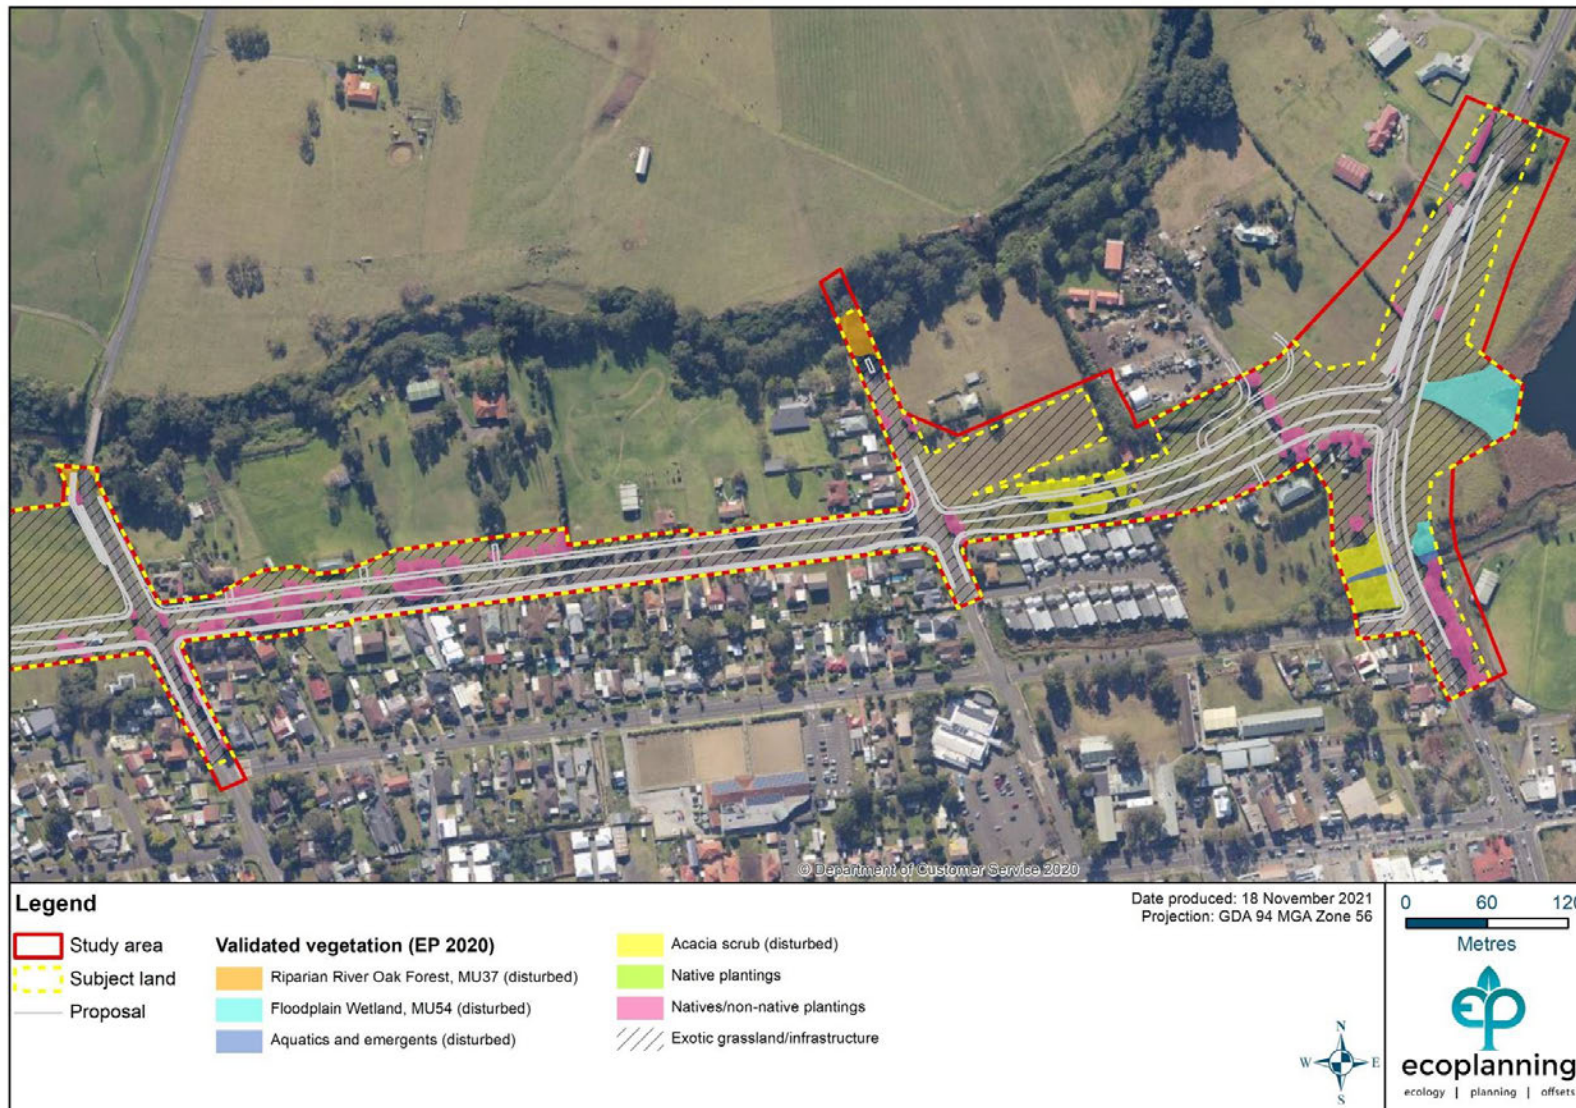 © Department of Customer Service 2020
Legend
Study area
Subject land
Proposal
Validated vegetation (EP 2020)
Riparian River Oak Forest, MU37 (disturbed)
Floodplain Wetland, MU54 (disturbed)
Aquatics and emergents (disturbed)
Acacia scrub (disturbed)
Native plantings
Natives/non-native plantings
Exotic grassland/infrastructure
Date produced: 18 November 2021
Projection: GDA 94 MGA Zone 56
N
W E
S
0 60 120
Metres
ep
ecoplanning
ecology | planning | offsets